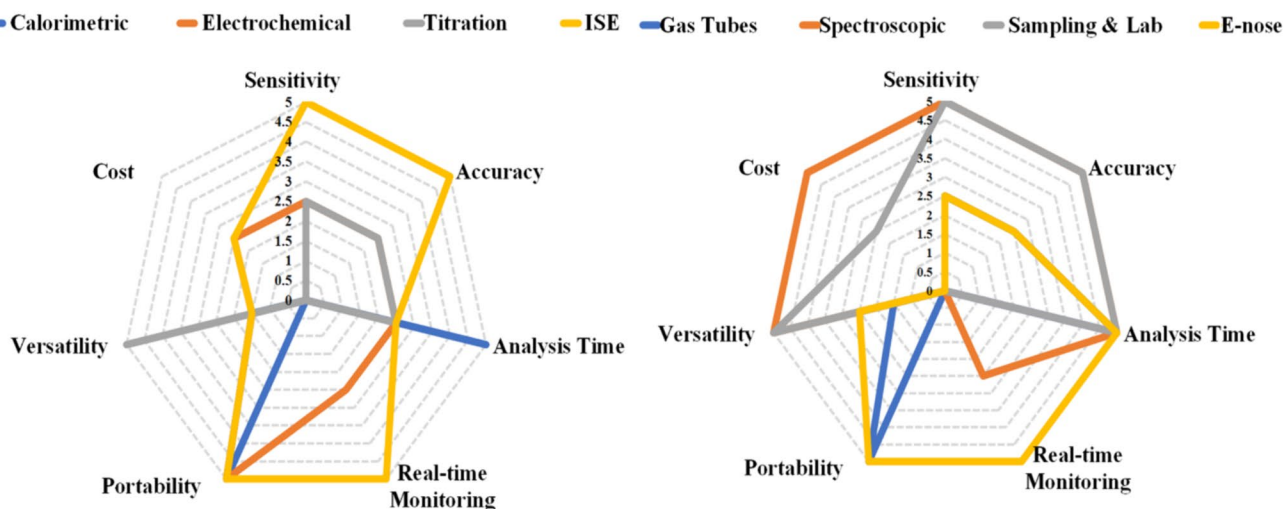 Calorimetric Electrochemical Titration ISE Gas Tubes Spectroscopic Sampling & Lab E-nose
Sensitivity
5
4.5
4
3.5
3
2.5
2
1.5
1
0.5
0
Accuracy
Analysis Time
Real-time
Monitoring
Portability
Versatility
Cost
Sensitivity
5
4.5
4
3.5
3
2.5
2
1.5
1
0.5
0
Accuracy
Analysis Time
Real-time
Monitoring
Portability
Versatility
Cost